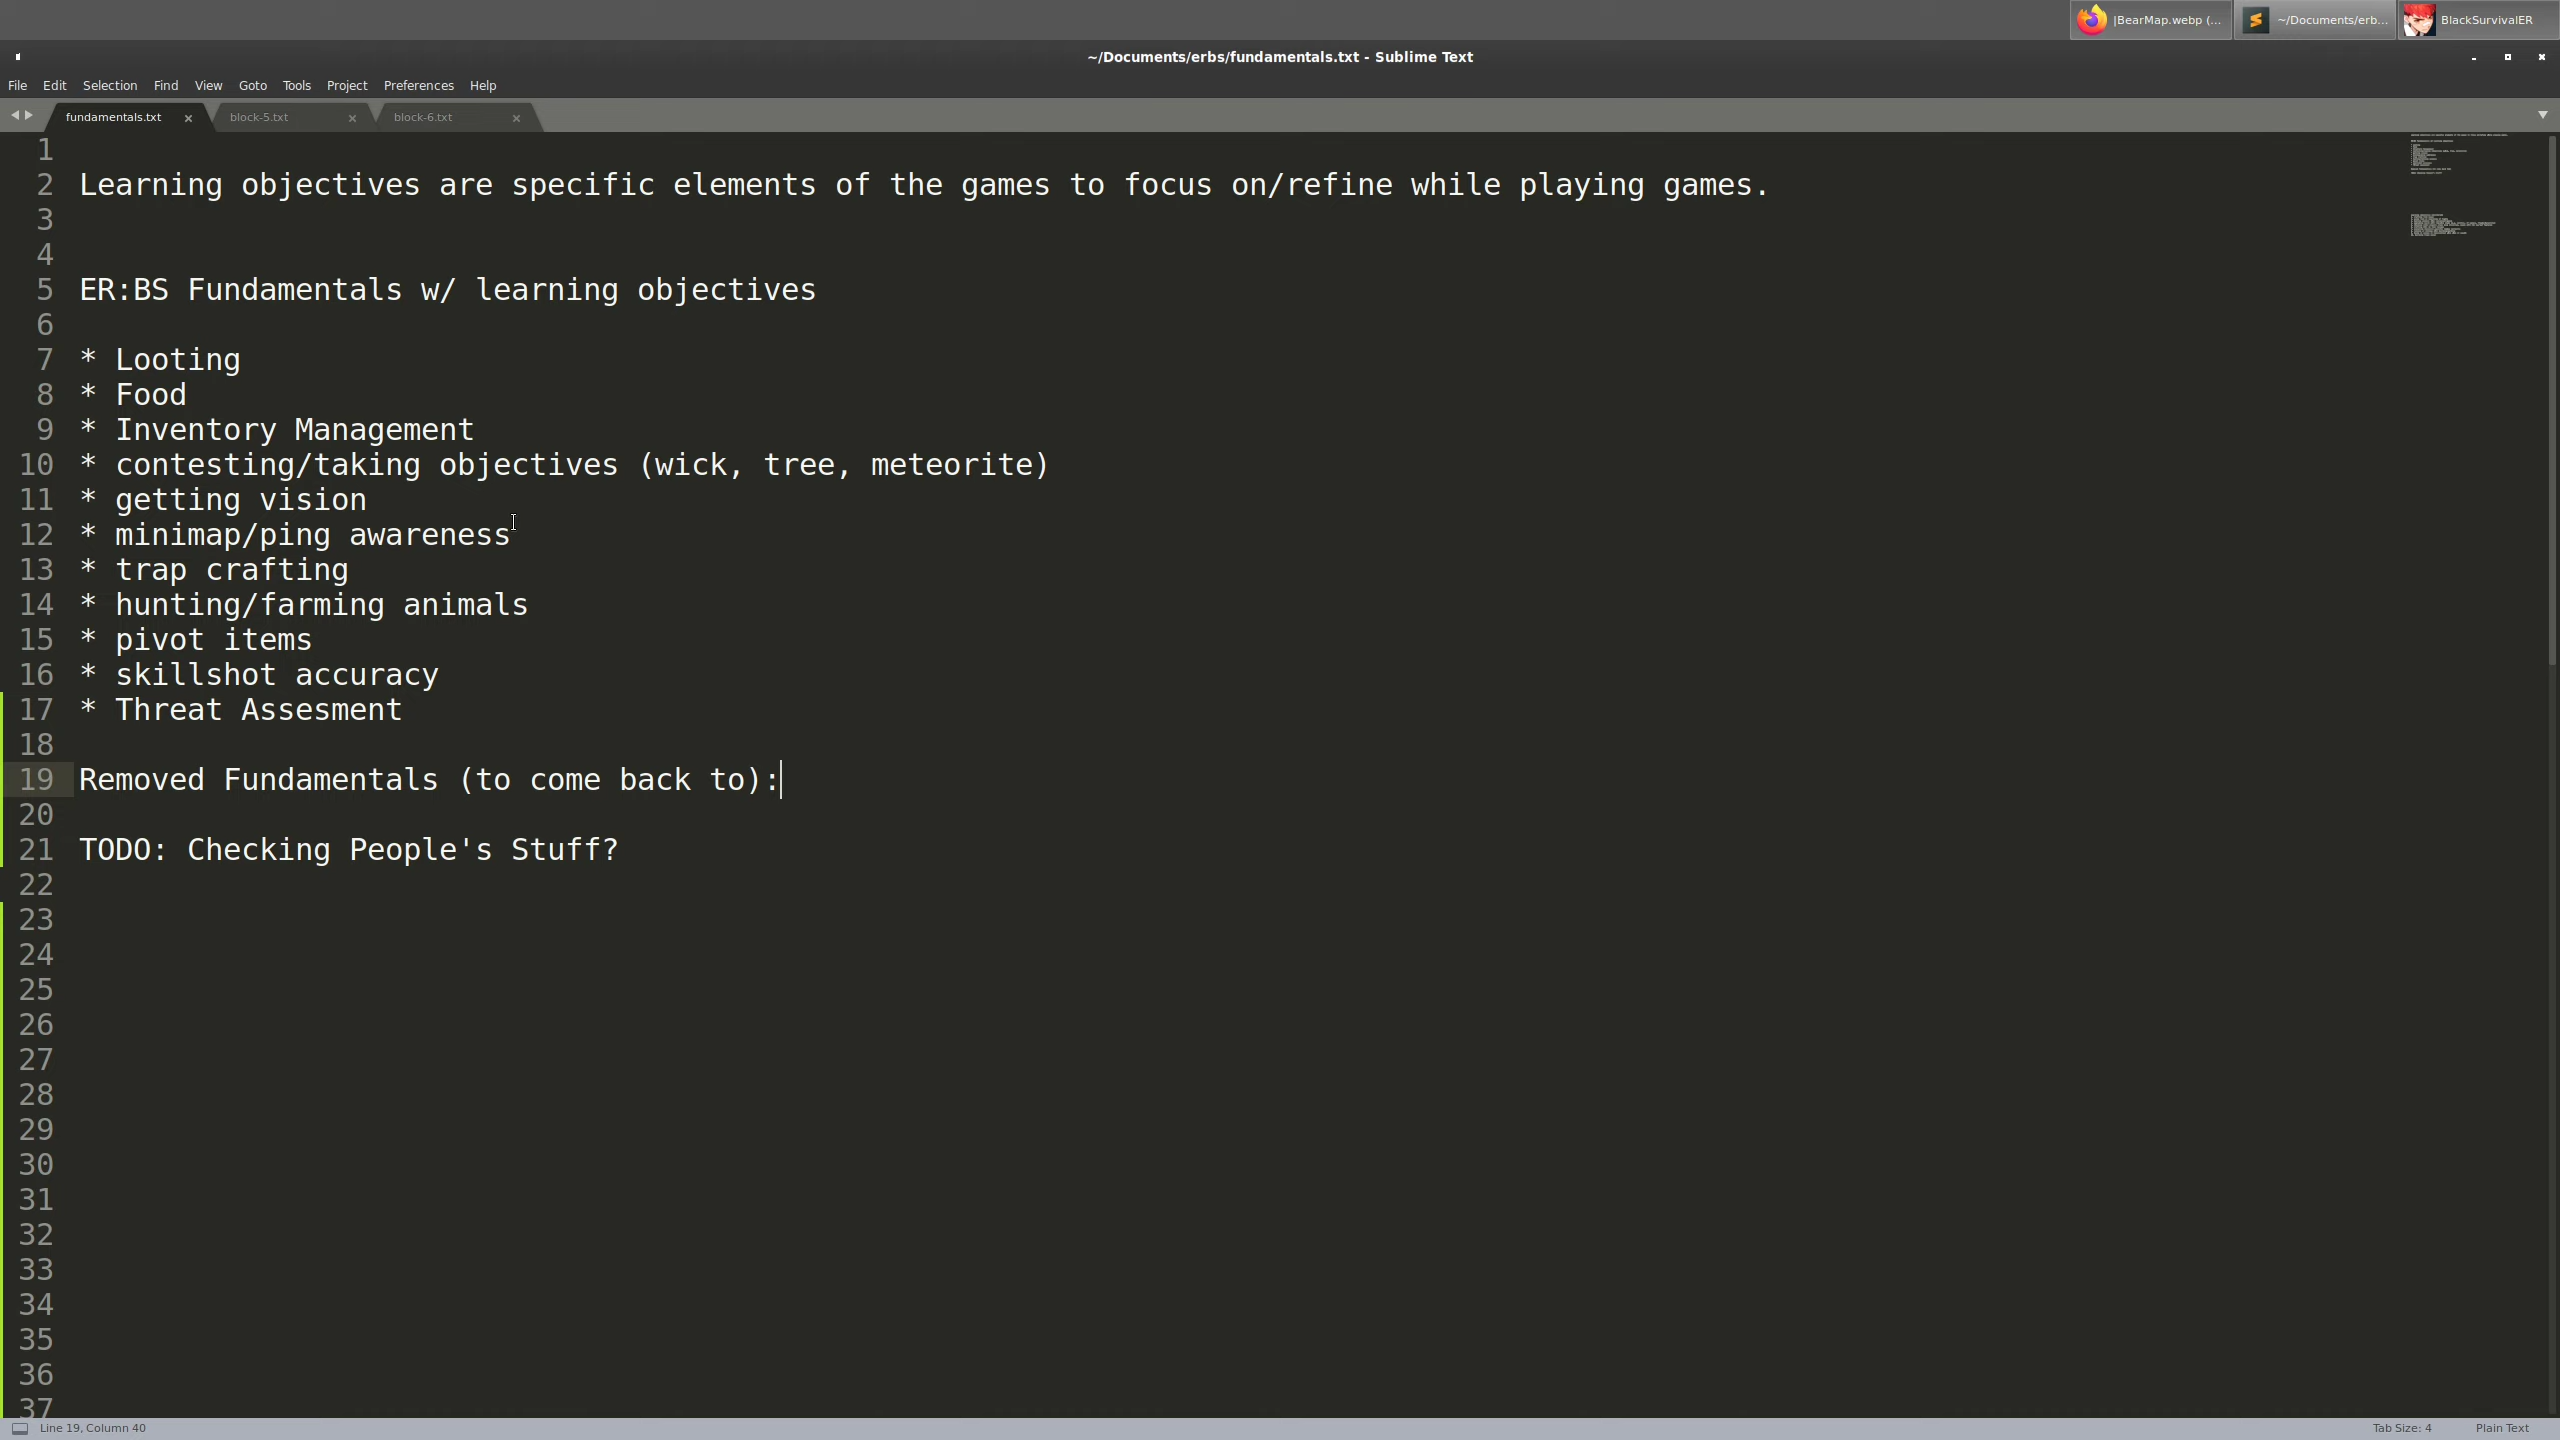 |BearMap.webp (...
~/Documents/erb...
BlackSurvivalER
~/Documents/erbs/fundamentals.txt - Sublime Text
File Edit Selection Find View Goto Tools Project Preferences Help
fundamentals.txt
block-5.txt
block-6.txt
1
2 Learning objectives are specific elements of the games to focus on/refine while playing games.
3
4
5 ER:BS Fundamentals w/ learning objectives
6
7 * Looting
8 * Food
9 * Inventory Management
10 * contesting/taking objectives (wick, tree, meteorite)
11 * getting vision
12 * minimap/ping awareness
13 * trap crafting
14 * hunting/farming animals
15 * pivot items
16 * skillshot accuracy
17 * Threat Assesment
18
19 Removed Fundamentals (to come back to):
20
21 TODO: Checking People's Stuff?
22
23
24
25
26
27
28
29
30
31
32
33
34
35
36
37
Line 19, Column 40
Tab Size: 4
Plain Text